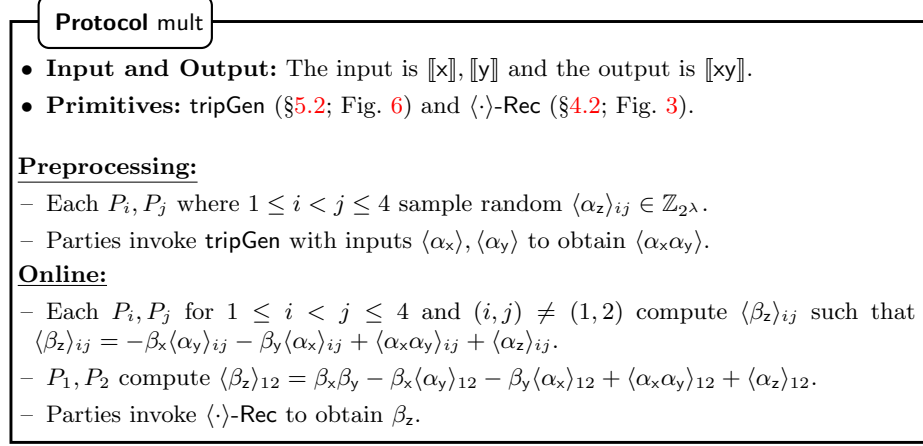 Protocol mult
• Input and Output: The input is ⟦x⟧, ⟦y⟧ and the output is ⟦xy⟧.
• Primitives: tripGen (§5.2; Fig. 6) and ⟨·⟩-Rec (§4.2; Fig. 3).
Preprocessing:
– Each P_i, P_j where 1 ≤ i < j ≤ 4 sample random ⟨α_z⟩_ij ∈ ℤ_{2^λ}.
– Parties invoke tripGen with inputs ⟨α_x⟩, ⟨α_y⟩ to obtain ⟨α_xα_y⟩.
Online:
– Each P_i, P_j for 1 ≤ i < j ≤ 4 and (i, j) ≠ (1, 2) compute ⟨β_z⟩_ij such that
⟨β_z⟩_ij = −β_x⟨α_y⟩_ij − β_y⟨α_x⟩_ij + ⟨α_xα_y⟩_ij + ⟨α_z⟩_ij.
– P_1, P_2 compute ⟨β_z⟩_12 = β_xβ_y − β_x⟨α_y⟩_12 − β_y⟨α_x⟩_12 + ⟨α_xα_y⟩_12 + ⟨α_z⟩_12.
– Parties invoke ⟨·⟩-Rec to obtain β_z.